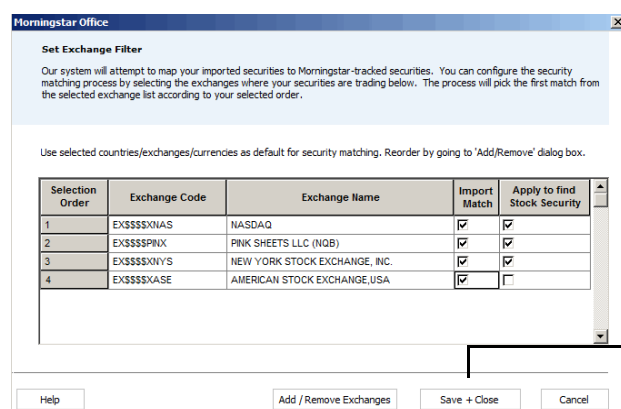 Morningstar Office
Set Exchange Filter
Our system will attempt to map your imported securities to Morningstar-tracked securities. You can configure the security
matching process by selecting the exchanges where your securities are trading below. The process will pick the first match from
the selected exchange list according to your selected order.
Use selected countries/exchanges/currencies as default for security matching. Reorder by going to 'Add/Remove' dialog box.
Selection Order Exchange Code Exchange Name Import Match Apply to find Stock Security
1 EX$$$$XNAS NASDAQ
2 EX$$$$PINX PINK SHEETS LLC (NQB)
3 EX$$$$XNYS NEW YORK STOCK EXCHANGE, INC.
4 EX$$$$XASE AMERICAN STOCK EXCHANGE,USA
Help Add / Remove Exchanges Save + Close Cancel